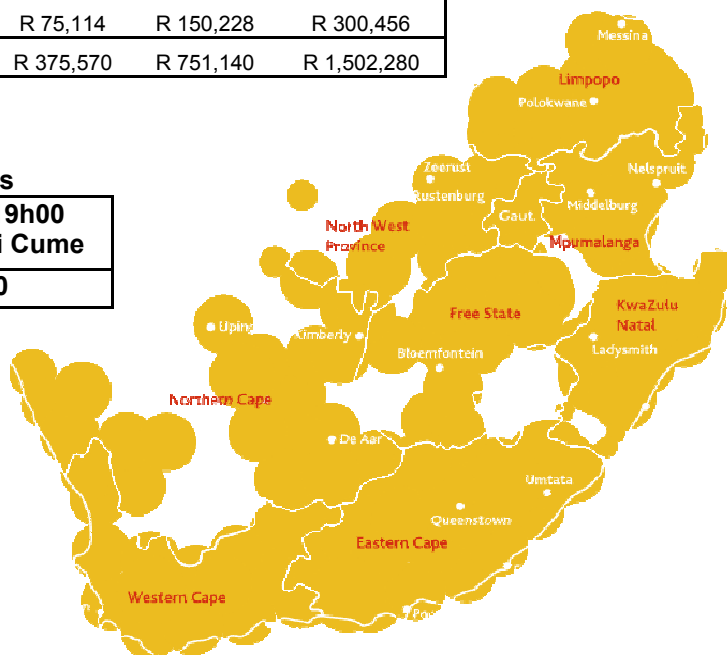 R 75,114 R 150,228 R 300,456
R 375,570 R 751,140 R 1,502,280
s
9h00
i Cume
0
Messina
Limpopo
Polokwane
Zeerust
Rustenburg
Nelspruit
Middelburg
Gaut.
North West
Province
Mpumalanga
Free State
KwaZulu
Natal
Uping
Kimberly
Bloemfontein
Ladysmith
Northern Cape
De Aar
Umtata
Queenstown
Eastern Cape
Western Cape